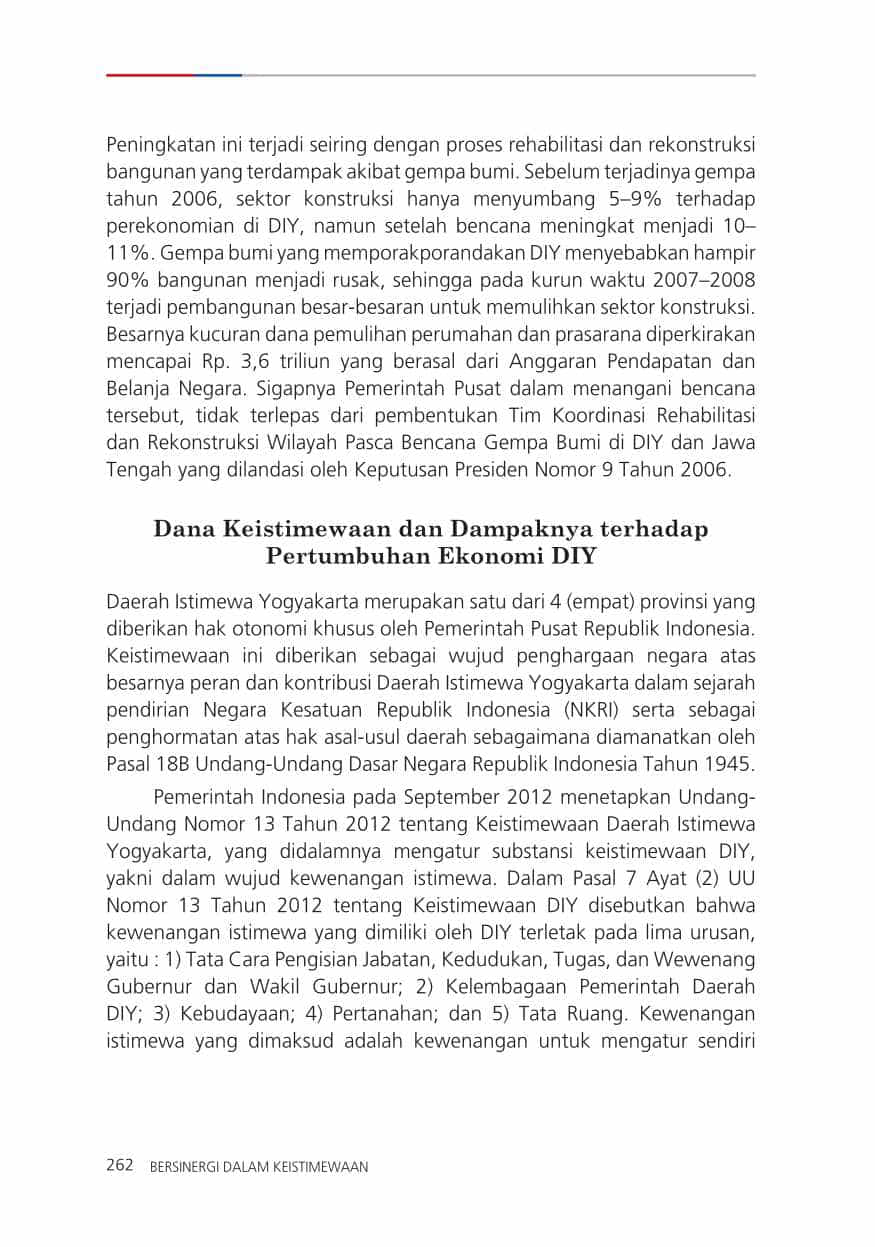 Peningkatan ini terjadi seiring dengan proses rehabilitasi dan rekonstruksi
bangunan yang terdampak akibat gempa bumi. Sebelum terjadinya gempa
tahun 2006, sektor konstruksi hanya menyumbang 5–9% terhadap
perekonomian di DIY, namun setelah bencana meningkat menjadi 10–
11%. Gempa bumi yang memporakporandakan DIY menyebabkan hampir
90% bangunan menjadi rusak, sehingga pada kurun waktu 2007–2008
terjadi pembangunan besar-besaran untuk memulihkan sektor konstruksi.
Besarnya kucuran dana pemulihan perumahan dan prasarana diperkirakan
mencapai Rp. 3,6 triliun yang berasal dari Anggaran Pendapatan dan
Belanja Negara. Sigapnya Pemerintah Pusat dalam menangani bencana
tersebut, tidak terlepas dari pembentukan Tim Koordinasi Rehabilitasi
dan Rekonstruksi Wilayah Pasca Bencana Gempa Bumi di DIY dan Jawa
Tengah yang dilandasi oleh Keputusan Presiden Nomor 9 Tahun 2006.
Dana Keistimewaan dan Dampaknya terhadap
Pertumbuhan Ekonomi DIY
Daerah Istimewa Yogyakarta merupakan satu dari 4 (empat) provinsi yang
diberikan hak otonomi khusus oleh Pemerintah Pusat Republik Indonesia.
Keistimewaan ini diberikan sebagai wujud penghargaan negara atas
besarnya peran dan kontribusi Daerah Istimewa Yogyakarta dalam sejarah
pendirian Negara Kesatuan Republik Indonesia (NKRI) serta sebagai
penghormatan atas hak asal-usul daerah sebagaimana diamanatkan oleh
Pasal 18B Undang-Undang Dasar Negara Republik Indonesia Tahun 1945.
Pemerintah Indonesia pada September 2012 menetapkan Undang-
Undang Nomor 13 Tahun 2012 tentang Keistimewaan Daerah Istimewa
Yogyakarta, yang didalamnya mengatur substansi keistimewaan DIY,
yakni dalam wujud kewenangan istimewa. Dalam Pasal 7 Ayat (2) UU
Nomor 13 Tahun 2012 tentang Keistimewaan DIY disebutkan bahwa
kewenangan istimewa yang dimiliki oleh DIY terletak pada lima urusan,
yaitu : 1) Tata Cara Pengisian Jabatan, Kedudukan, Tugas, dan Wewenang
Gubernur dan Wakil Gubernur; 2) Kelembagaan Pemerintah Daerah
DIY; 3) Kebudayaan; 4) Pertanahan; dan 5) Tata Ruang. Kewenangan
istimewa yang dimaksud adalah kewenangan untuk mengatur sendiri
262 BERSINERGI DALAM KEISTIMEWAAN